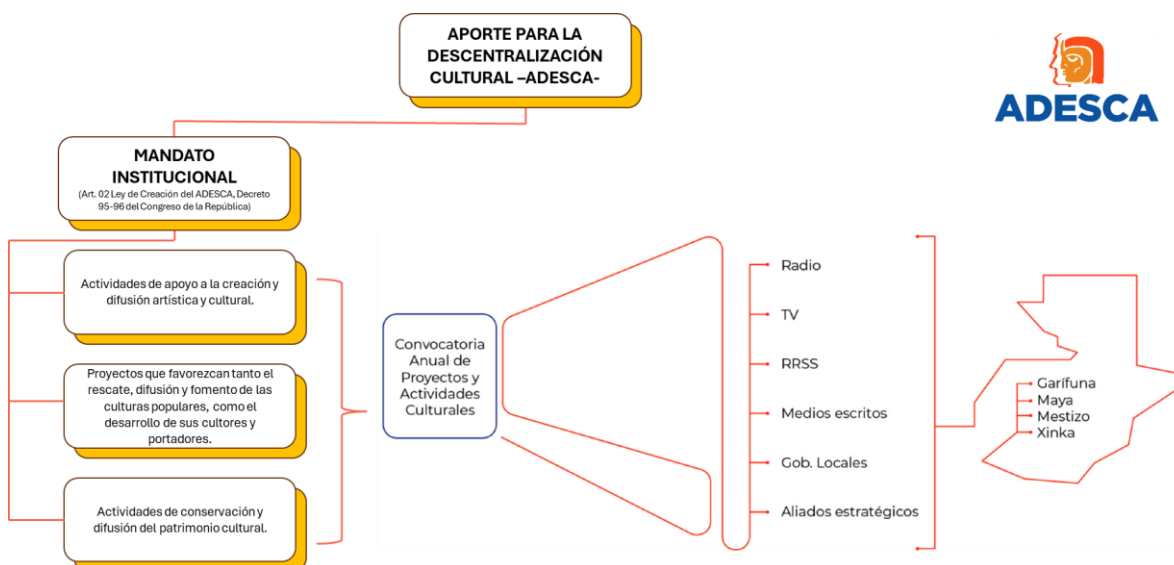 APORTE PARA LA
DESCENTRALIZACIÓN
CULTURAL –ADESCA-
ADESCA
MANDATO
INSTITUCIONAL
(Art. 02 Ley de Creación del ADESCA, Decreto
95-96 del Congreso de la República)
Actividades de apoyo a la creación y
difusión artística y cultural.
Proyectos que favorezcan tanto el
rescate, difusión y fomento de las
culturas populares, como el
desarrollo de sus cultores y
portadores.
Actividades de conservación y
difusión del patrimonio cultural.
Convocatoria
Anual de
Proyectos y
Actividades
Culturales
Radio
TV
RRSS
Medios escritos
Gob. Locales
Aliados estratégicos
Garífuna
Maya
Mestizo
Xinka